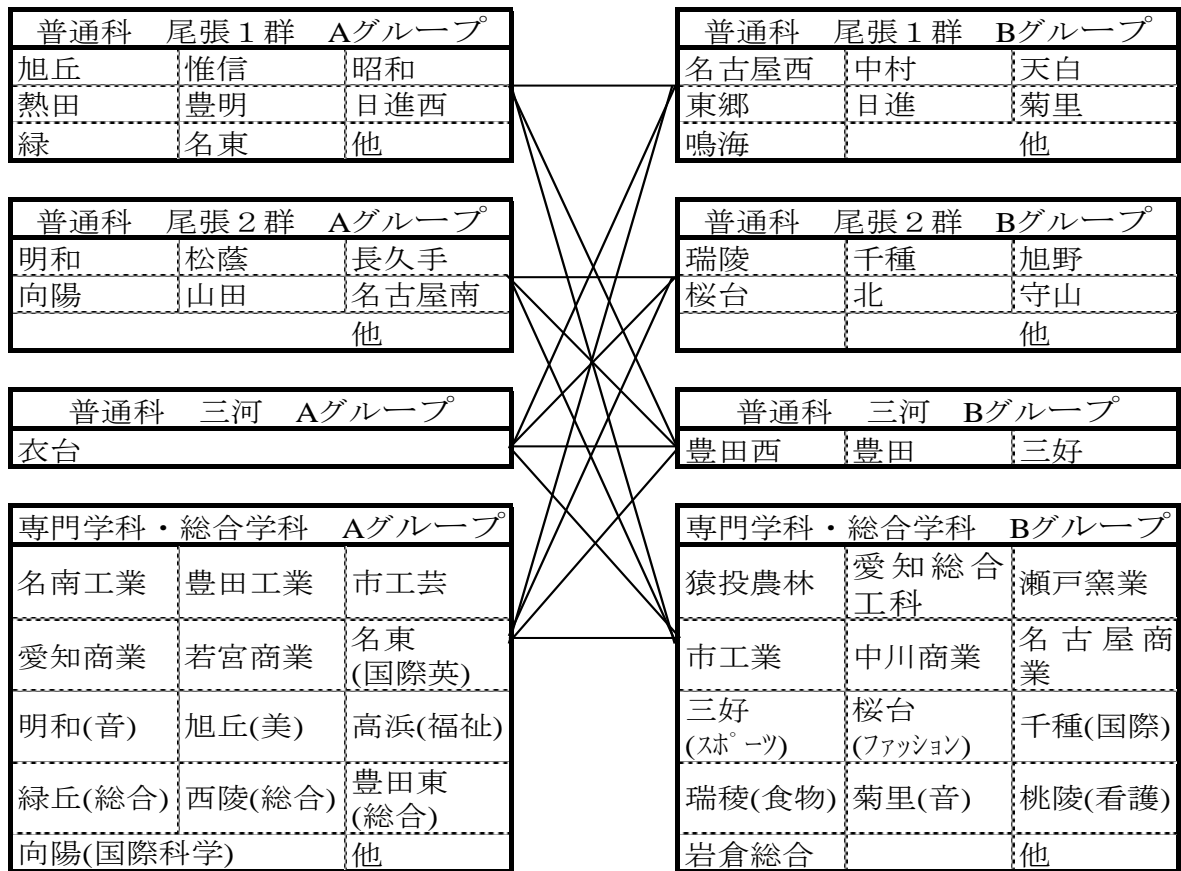 普通科 尾張１群 Aグループ
旭丘 惟信 昭和
熱田 豊明 日進西
緑 名東 他
普通科 尾張１群 Bグループ
名古屋西 中村 天白
東郷 日進 菊里
鳴海 他
普通科 尾張２群 Aグループ
明和 松蔭 長久手
向陽 山田 名古屋南
他
普通科 尾張２群 Bグループ
瑞陵 千種 旭野
桜台 北 守山
他
普通科 三河 Aグループ
衣台
普通科 三河 Bグループ
豊田西 豊田 三好
専門学科・総合学科 Aグループ
名南工業 豊田工業 市工芸
愛知商業 若宮商業 名東
(国際英)
明和(音) 旭丘(美) 高浜(福祉)
緑丘(総合) 西陵(総合) 豊田東
(総合)
向陽(国際科学) 他
専門学科・総合学科 Bグループ
猿投農林 愛知総合
工科 瀬戸窯業
市工業 中川商業 名古屋商
業
三好
(ｽﾎﾟｰﾂ) 桜台
(ﾌｧｯｼｮﾝ) 千種(国際)
瑞稜(食物) 菊里(音) 桃陵(看護)
岩倉総合 他